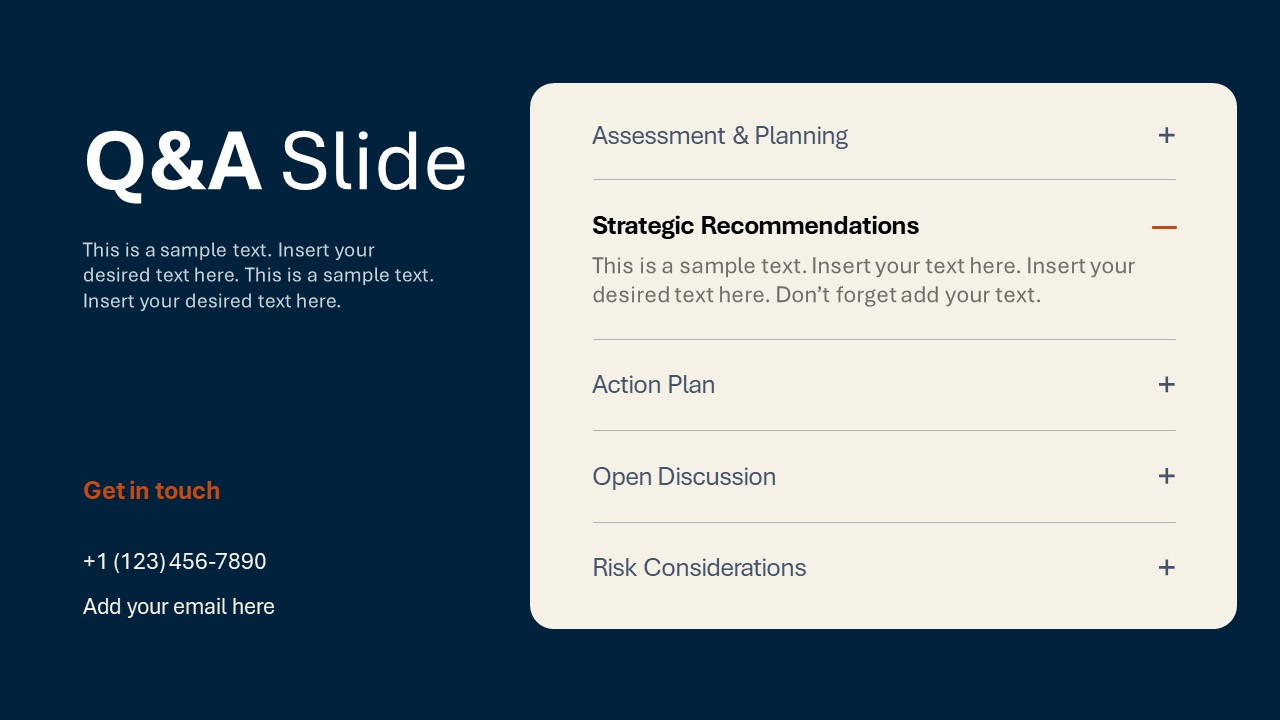 Q&A Slide
This is a sample text. Insert your
desired text here. This is a sample text.
Insert your desired text here.
Get in touch
+1 (123) 456-7890
Add your email here
Assessment & Planning +
Strategic Recommendations —
This is a sample text. Insert your text here. Insert your
desired text here. Don’t forget add your text.
Action Plan +
Open Discussion +
Risk Considerations +